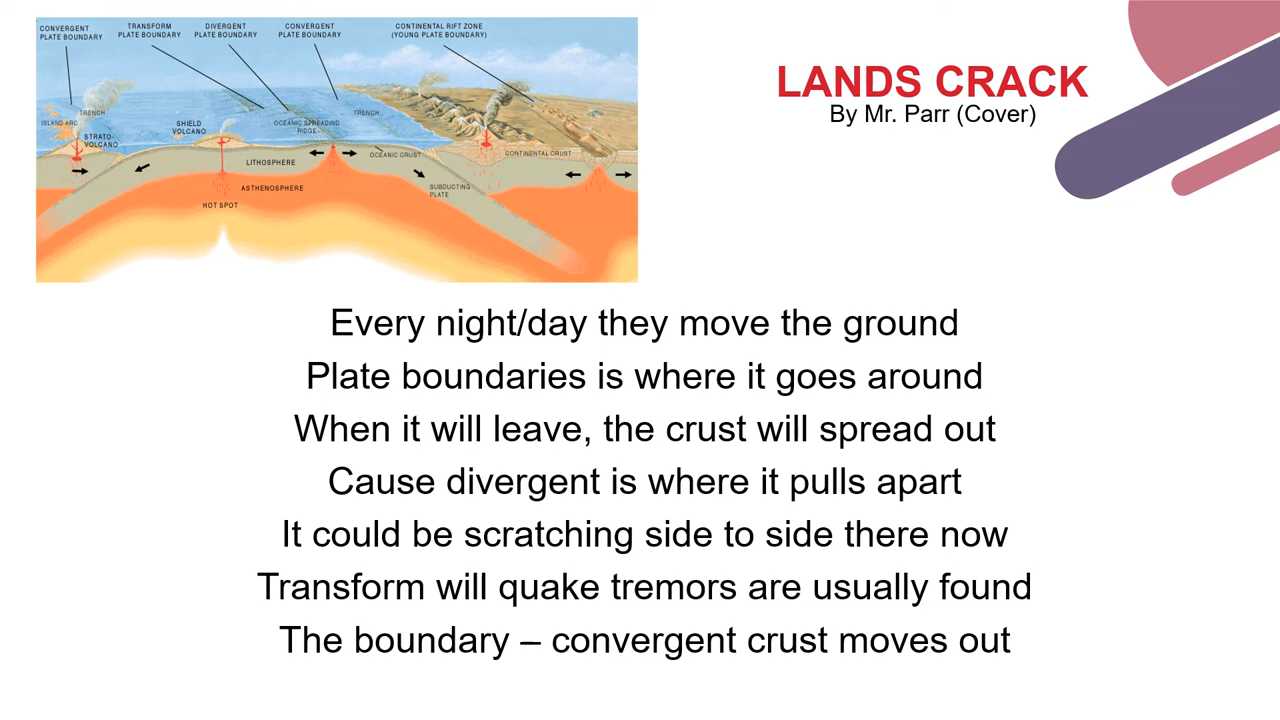 CONVERGENT
PLATE BOUNDARY
TRANSFORM
PLATE BOUNDARY
DIVERGENT
PLATE BOUNDARY
CONVERGENT
PLATE BOUNDARY
CONTINENTAL RIFT ZONE
(YOUNG PLATE BOUNDARY)
TRENCH
ISLAND ARC
STRATO-
VOLCANO
SHIELD
VOLCANO
OCEANIC SPREADING
RIDGE
TRENCH
OCEANIC CRUST
CONTINENTAL CRUST
LITHOSPHERE
ASTHENOSPHERE
SUBDUCTING
PLATE
HOT SPOT
LANDS CRACK
By Mr. Parr (Cover)
Every night/day they move the ground
Plate boundaries is where it goes around
When it will leave, the crust will spread out
Cause divergent is where it pulls apart
It could be scratching side to side there now
Transform will quake tremors are usually found
The boundary – convergent crust moves out